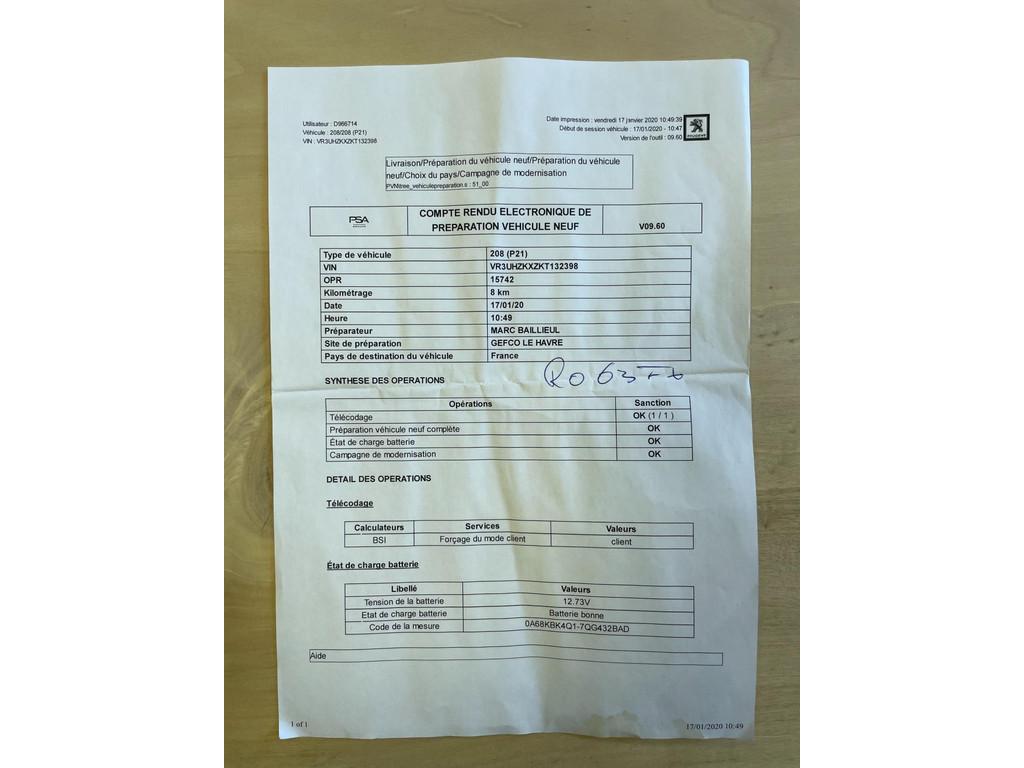 Utilisateur : D966714
Véhicule : 208/208 (P21)
VIN : VR3UHZKXZKT132398
Date impression : vendredi 17 janvier 2020 10:49:39
Début de session véhicule : 17/01/2020 - 10:47
Version de l'outil : 09.60
PEUGEOT
Livraison/Préparation du véhicule neuf/Préparation du véhicule
neuf/Choix du pays/Campagne de modernisation
PVNtree_vehiculepreparation.s : 51_00
PSA
COMPTE RENDU ELECTRONIQUE DE
PREPARATION VEHICULE NEUF
V09.60
Type de véhicule 208 (P21)
VIN VR3UHZKXZKT132398
OPR 15742
Kilométrage 8 km
Date 17/01/20
Heure 10:49
Préparateur MARC BAILLIEUL
Site de préparation GEFCO LE HAVRE
Pays de destination du véhicule France
SYNTHESE DES OPERATIONS
Opérations Sanction
Télécodage OK (1 / 1 )
Préparation véhicule neuf complète OK
État de charge batterie OK
Campagne de modernisation OK
DETAIL DES OPERATIONS
Télécodage
Calculateurs Services Valeurs
BSI Forçage du mode client client
État de charge batterie
Libellé Valeurs
Tension de la batterie 12.73V
Etat de charge batterie Batterie bonne
Code de la mesure 0A68KBK4Q1-7QG432BAD
Aide
1 of 1
17/01/2020 10:49